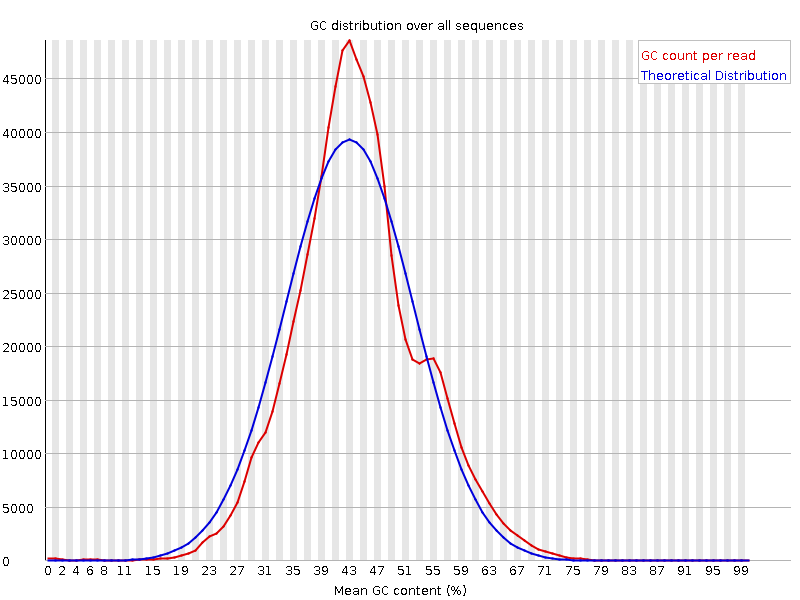 GC distribution over all sequences
GC count per read
Theoretical Distribution
45000
40000
35000
30000
25000
20000
15000
10000
5000
0
0 2 4 6 8 11 15 19 23 27 31 35 39 43 47 51 55 59 63 67 71 75 79 83 87 91 95 99
Mean GC content (%)